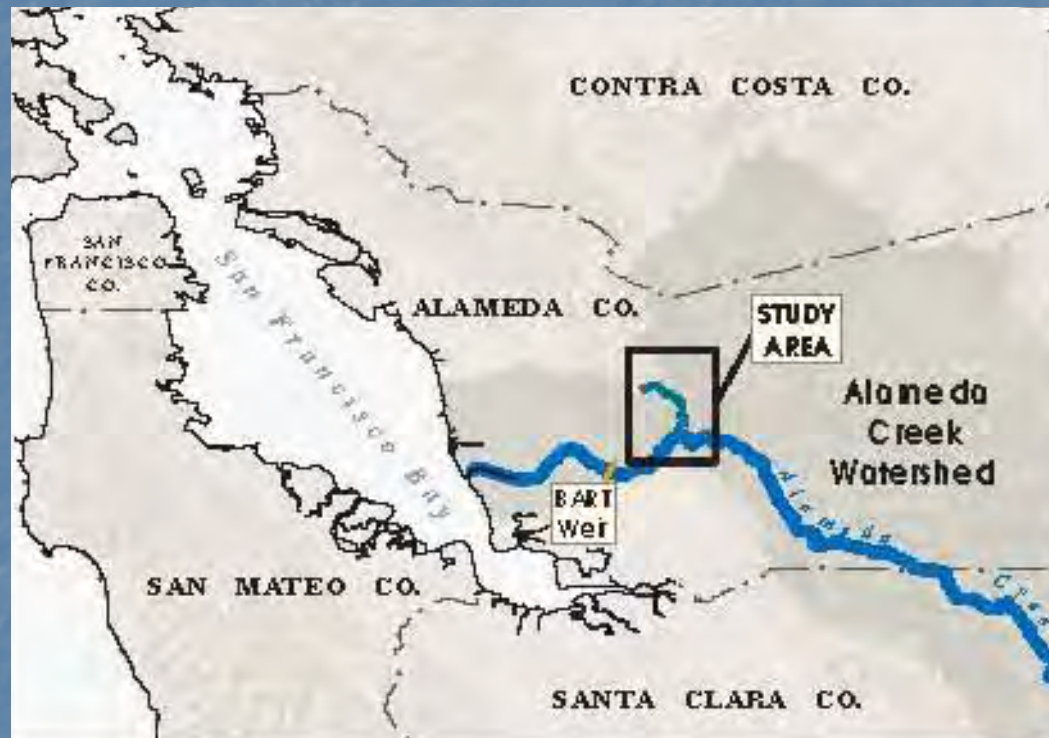 CONTRA COSTA CO.
SAN
FRANCISCO
CO.
San Francisco Bay
ALAMEDA CO.
STUDY
AREA
Alameda
Creek
Watershed
BART
Weir
Alameda
SAN MATEO CO.
SANTA CLARA CO.